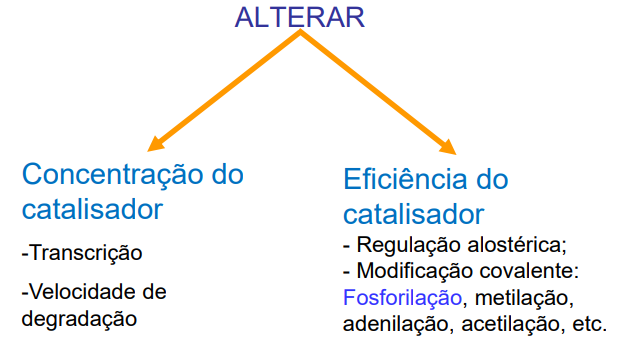 ALTERAR
Concentração do
catalisador
-Transcrição
-Velocidade de
degradação
Eficiência do
catalisador
- Regulação alostérica;
- Modificação covalente:
Fosforilação, metilação,
adenilação, acetilação, etc.